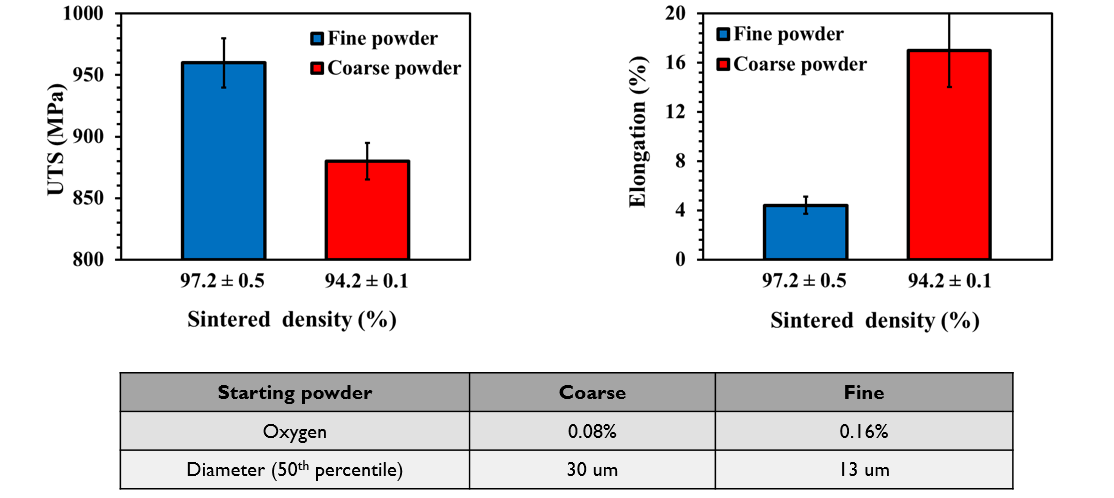 1000
950
900
850
800
UTS (MPa)
Fine powder
Coarse powder
97.2 ± 0.5
94.2 ± 0.1
Sintered density (%)
20
16
12
8
4
0
Elongation (%)
Fine powder
Coarse powder
97.2 ± 0.5
94.2 ± 0.1
Sintered density (%)
Starting powder Coarse Fine
Oxygen 0.08% 0.16%
Diameter (50th percentile) 30 um 13 um